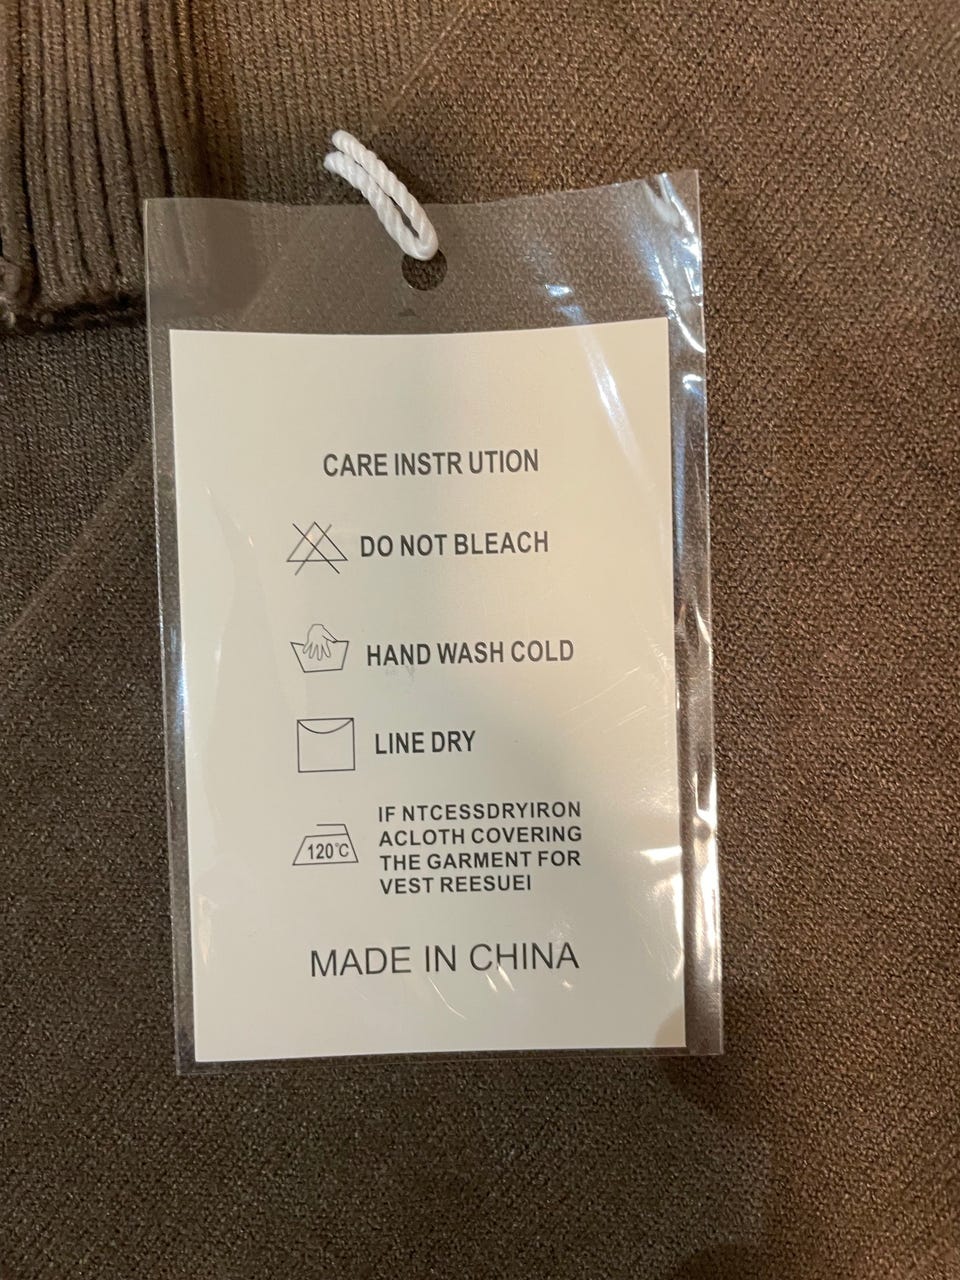 CARE INSTR UTION
DO NOT BLEACH
HAND WASH COLD
LINE DRY
IF NTCESSDRYIRON
ACLOTH COVERING
THE GARMENT FOR
VEST REESUEI
120°C
MADE IN CHINA